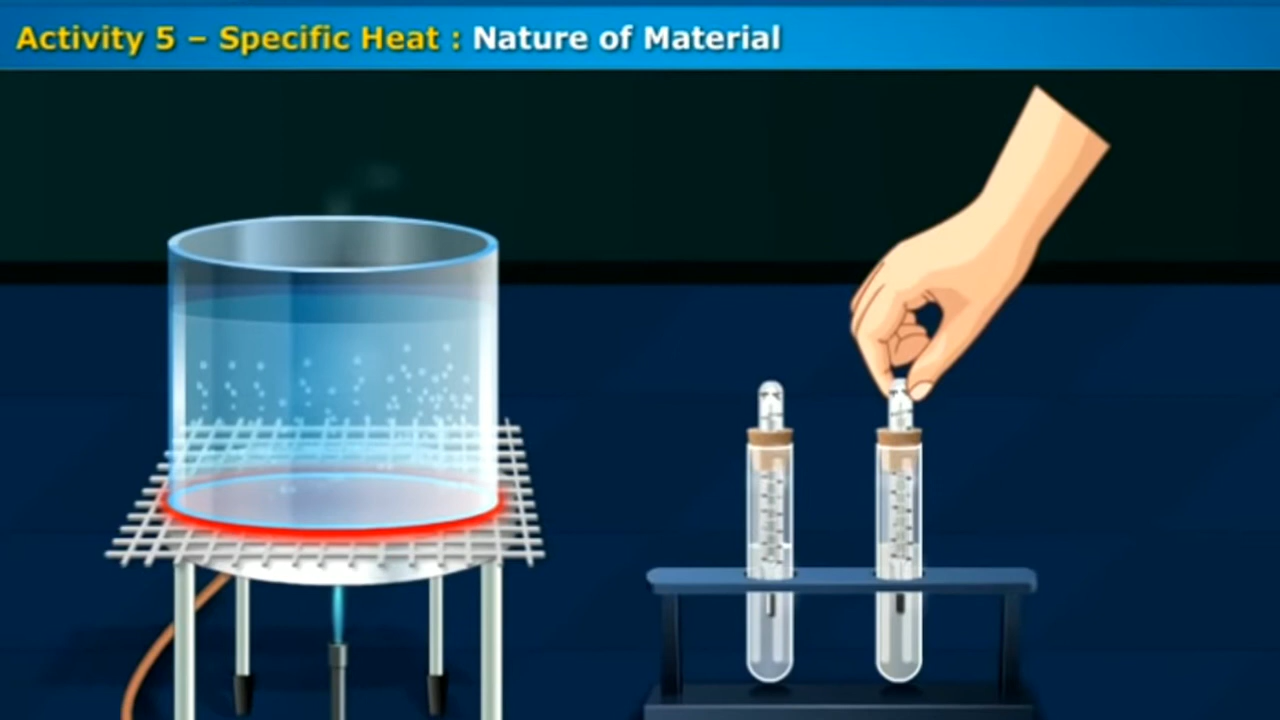 Activity 5 – Specific Heat : Nature of Material